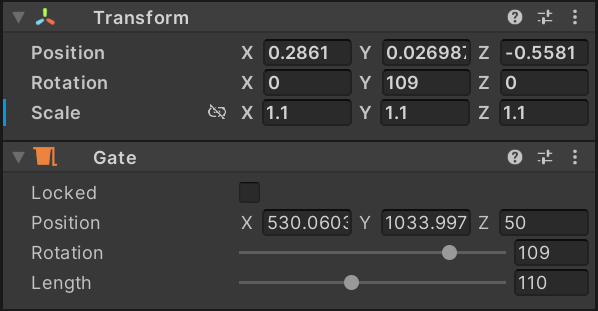 Transform
Position X 0.2861 Y 0.026987 Z -0.5581
Rotation X 0 Y 109 Z 0
Scale X 1.1 Y 1.1 Z 1.1
Gate
Locked
Position X 530.0603 Y 1033.997 Z 50
Rotation 109
Length 110